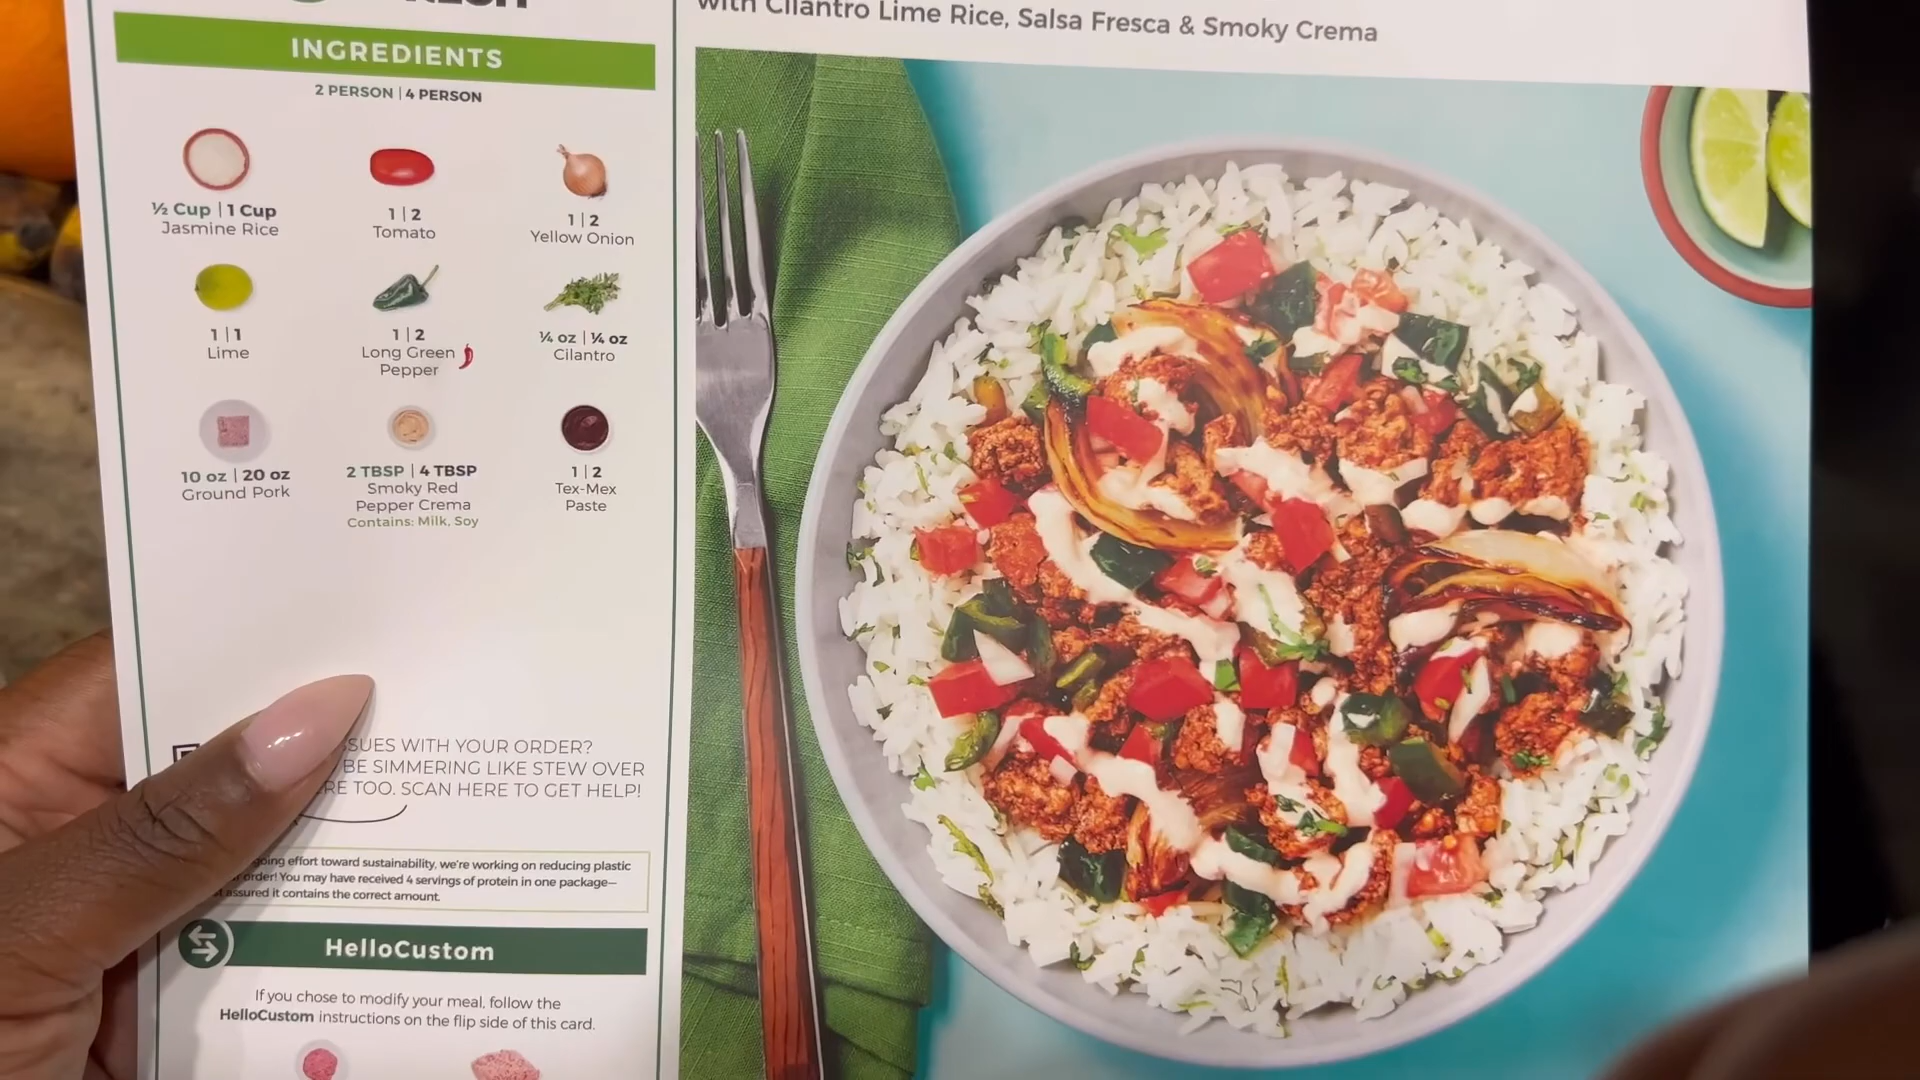 with Cilantro Lime Rice, Salsa Fresca & Smoky Crema
INGREDIENTS
2 PERSON | 4 PERSON
½ Cup | 1 Cup
Jasmine Rice
1 | 2
Tomato
1 | 2
Yellow Onion
1 | 1
Lime
1 | 2
Long Green
Pepper
¼ oz | ¼ oz
Cilantro
10 oz | 20 oz
Ground Pork
2 TBSP | 4 TBSP
Smoky Red
Pepper Crema
Contains: Milk, Soy
1 | 2
Tex-Mex
Paste
WITH YOUR ORDER?
BE SIMMERING LIKE STEW OVER
TOO. SCAN HERE TO GET HELP!
effort toward sustainability, we're working on reducing plastic
order! You may have received 4 servings of protein in one package—
assured it contains the correct amount.
HelloCustom
If you chose to modify your meal, follow the
HelloCustom instructions on the flip side of this card.